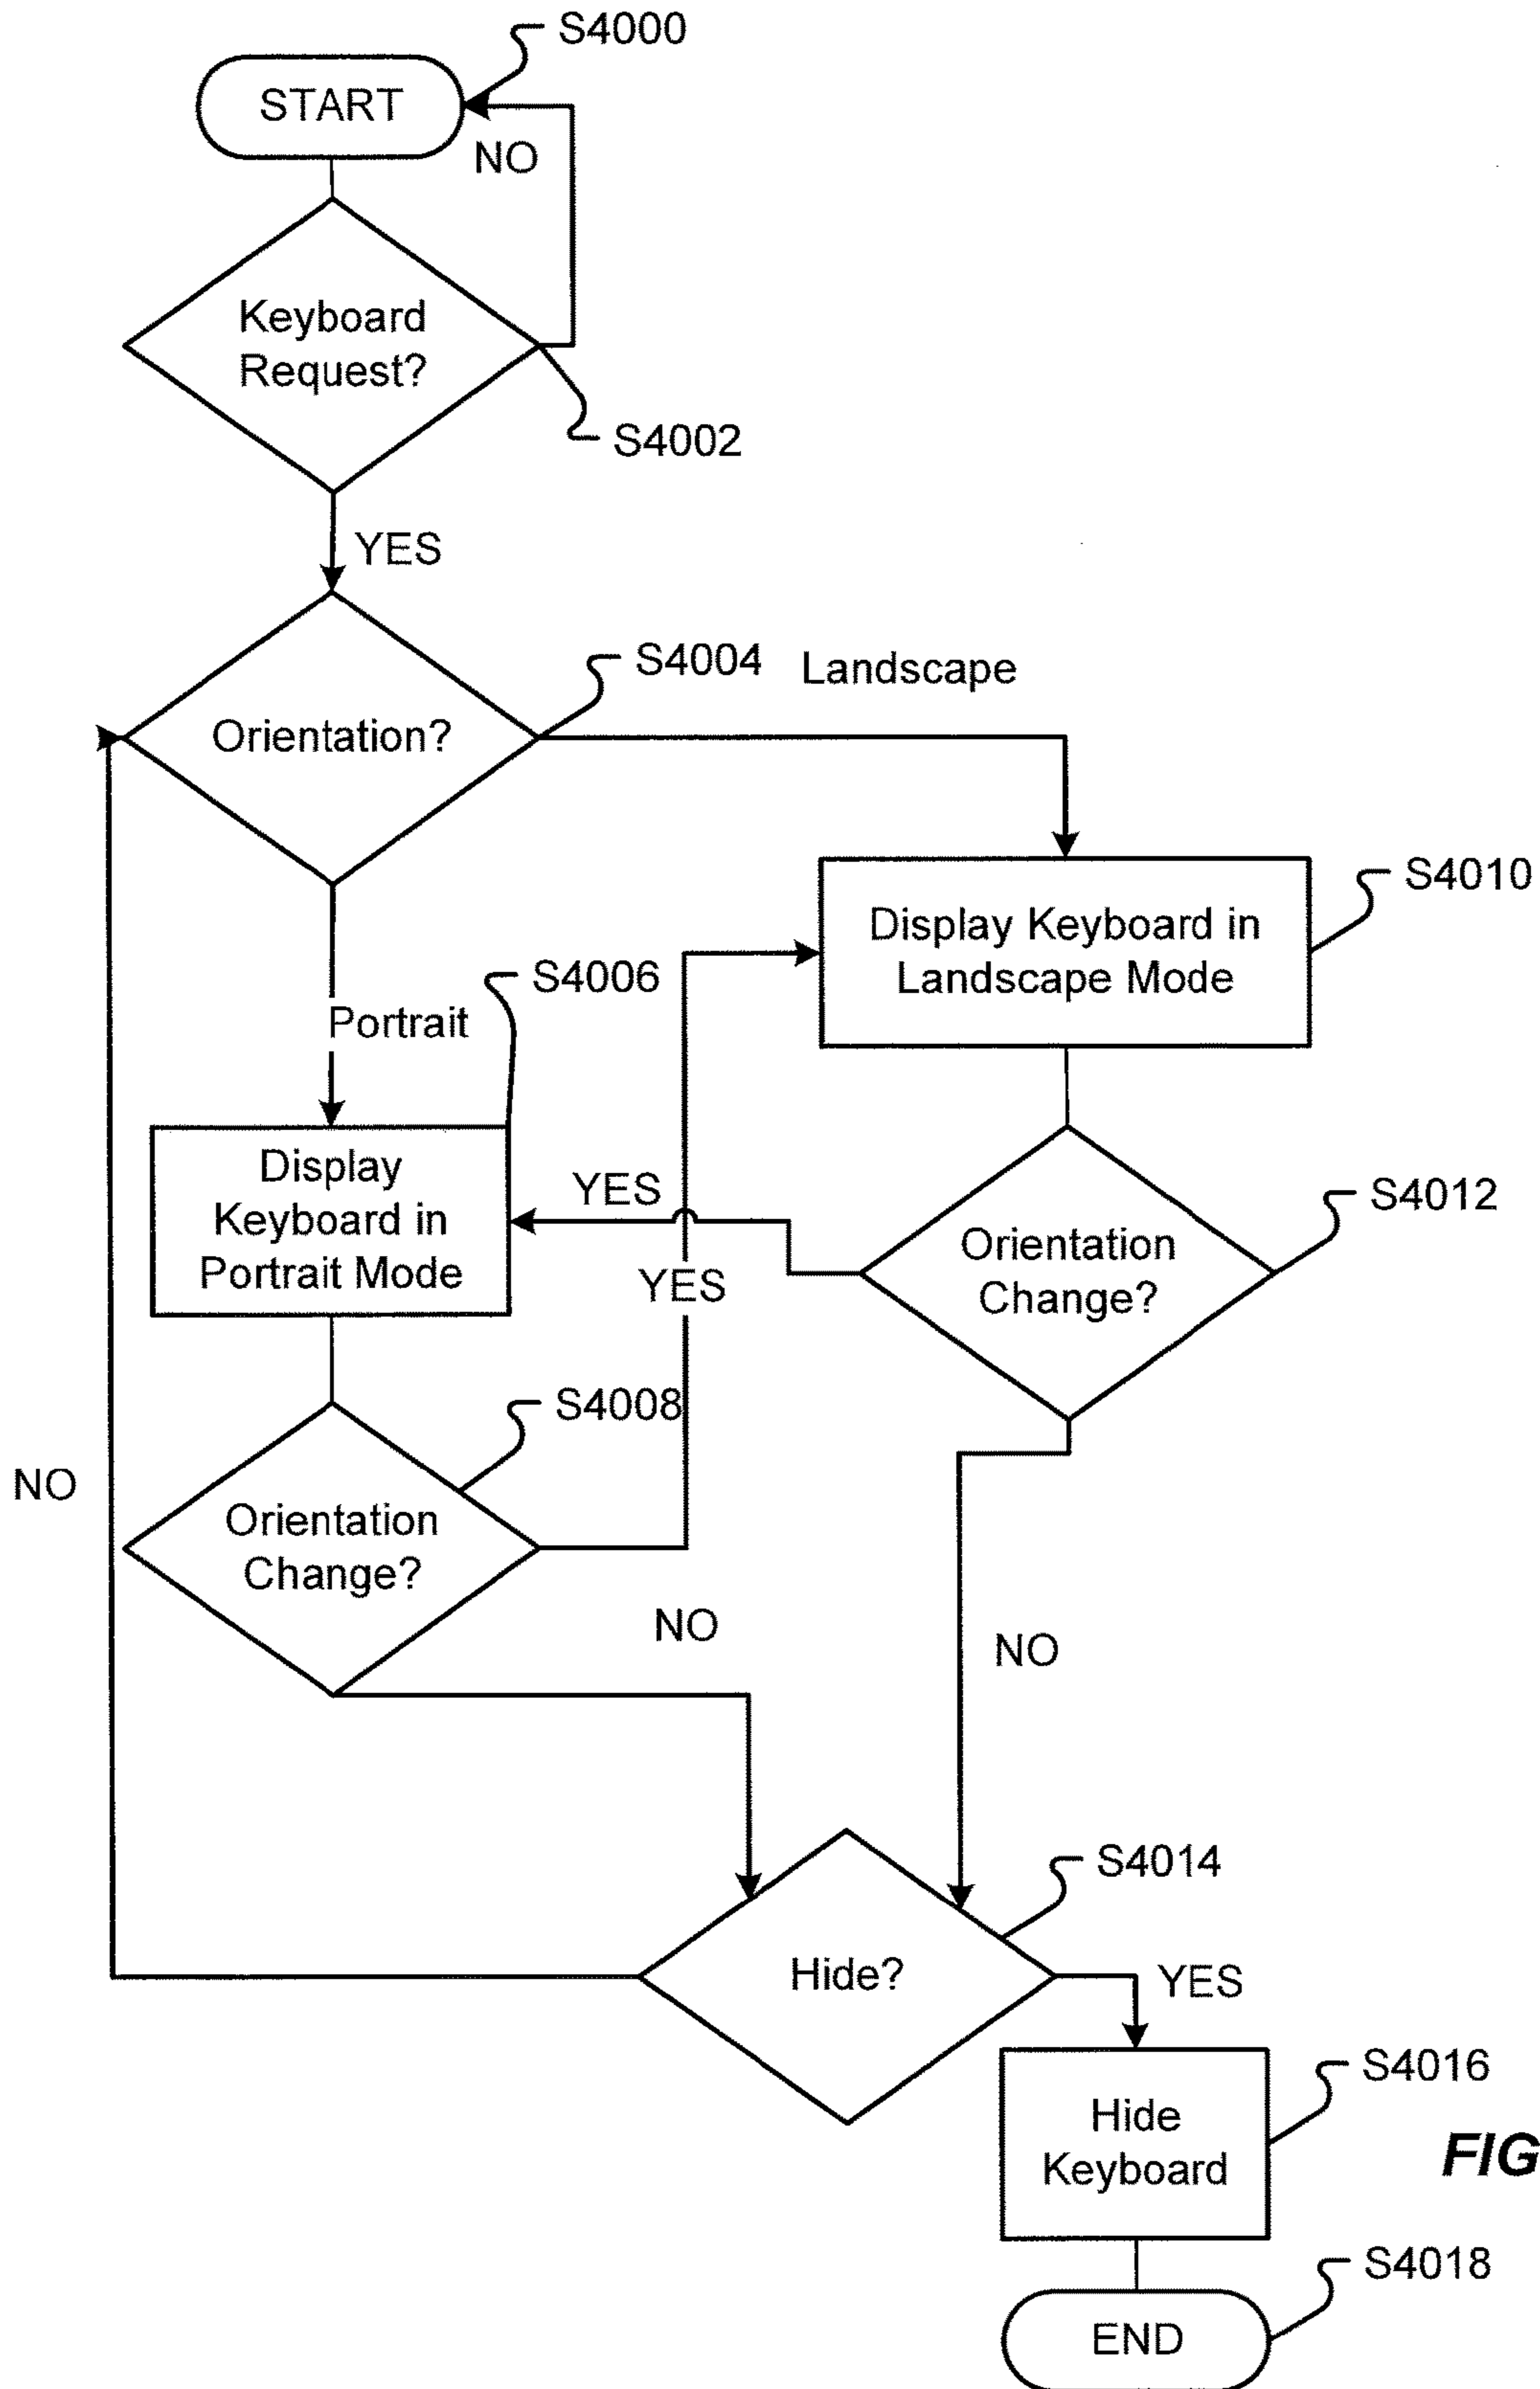 S4000
START
NO
Keyboard
Request?
S4002
YES
S4004
Landscape
Orientation?
S4010
Display Keyboard in
Landscape Mode
S4006
Portrait
Display
Keyboard in
Portrait Mode
YES
S4012
Orientation
Change?
YES
S4008
NO
Orientation
Change?
NO
NO
S4014
Hide?
YES
S4016
Hide
Keyboard
FIG
S4018
END